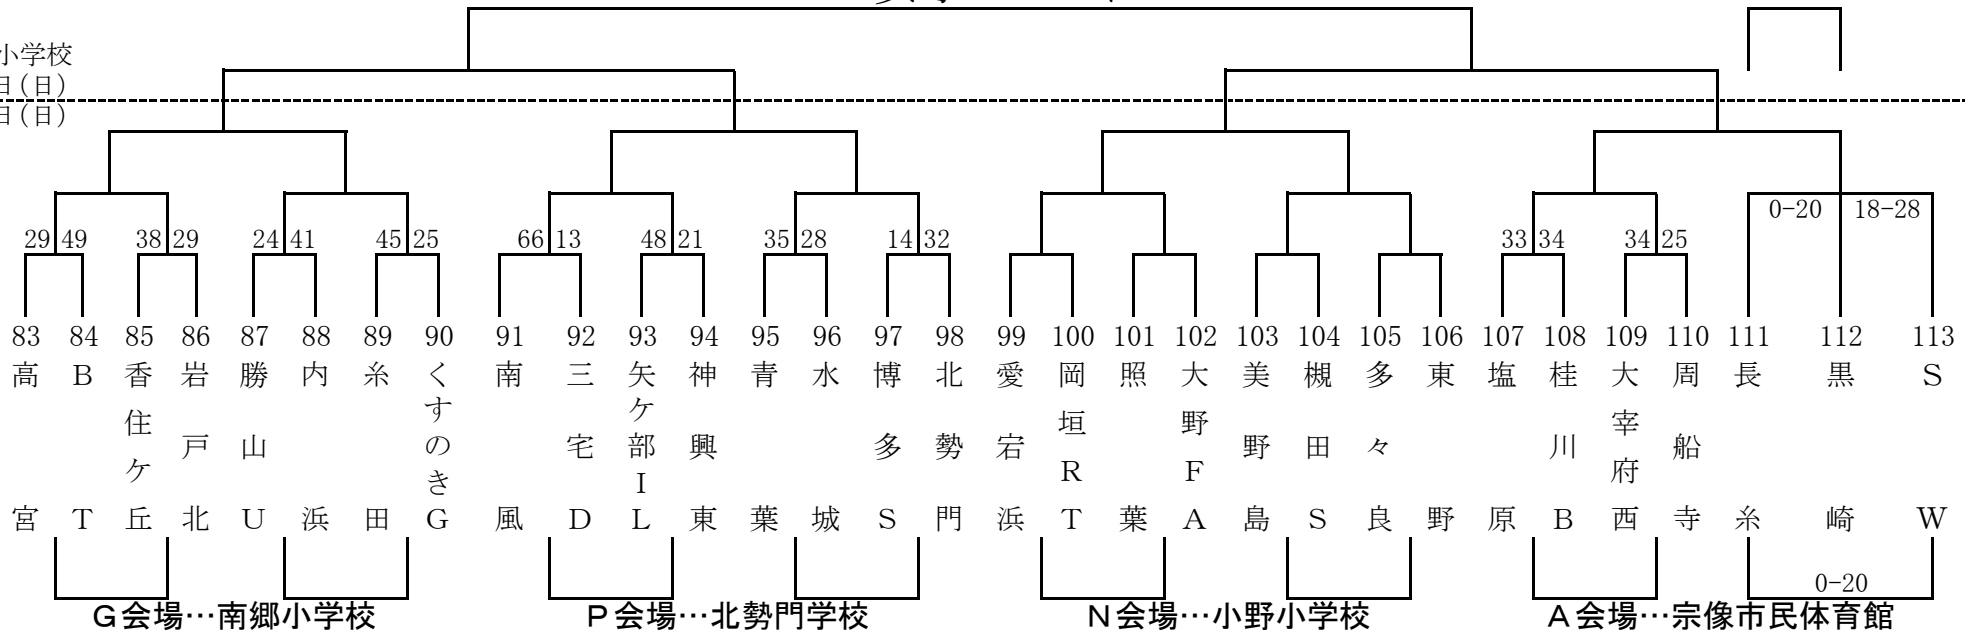 小学校
日(日)
日(日)
0-20 18-28
29 49 38 29 24 41 45 25 66 13 48 21 35 28 14 32 33 34 34 25
83 84 85 86 87 88 89 90 91 92 93 94 95 96 97 98 99 100 101 102 103 104 105 106 107 108 109 110 111 112 113
高宮
BT
香住ケ丘
岩戸北
勝山U
内浜
糸田
くすのきG
南風
三宅D
矢ケ部IL
神興東
青葉
水城
博多S
北勢門
愛宕浜
岡垣RT
照葉
大野FA
美野島
槻田S
多々良
東野
塩原
桂川B
大宰府西
周船寺
長糸
黒崎
SW
0-20
G会場…南郷小学校 P会場…北勢門学校 N会場…小野小学校 A会場…宗像市民体育館